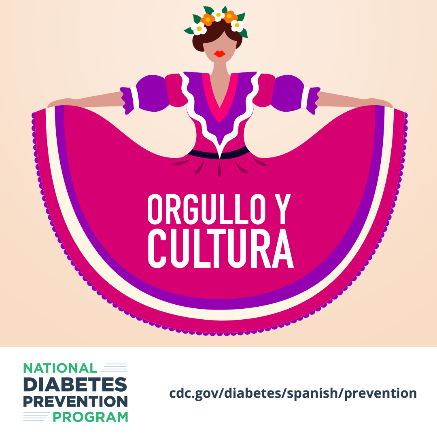 ORGULLO Y
CULTURA
NATIONAL
DIABETES
PREVENTION
PROGRAM
cdc.gov/diabetes/spanish/prevention